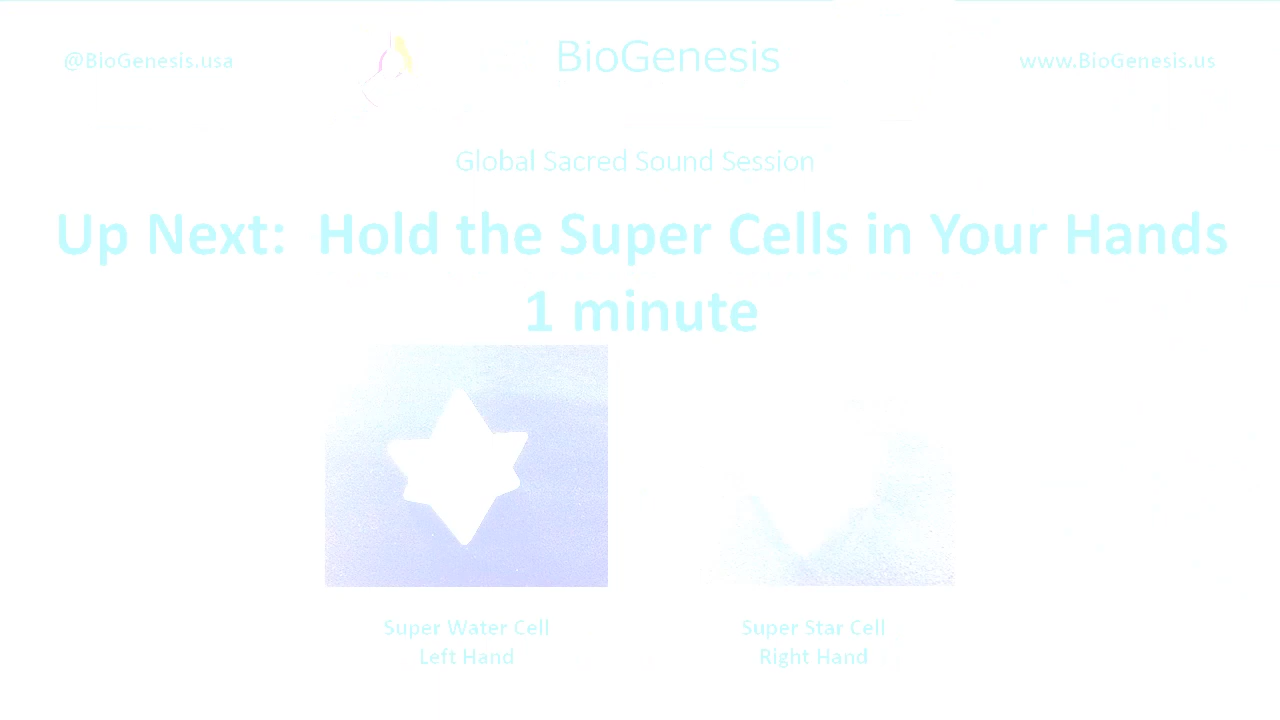 @BioGenesis.usa
BioGenesis
www.BioGenesis.us
Global Sacred Sound Session
Up Next: Hold the Super Cells in Your Hands
1 minute
Super Water Cell
Left Hand
Super Star Cell
Right Hand